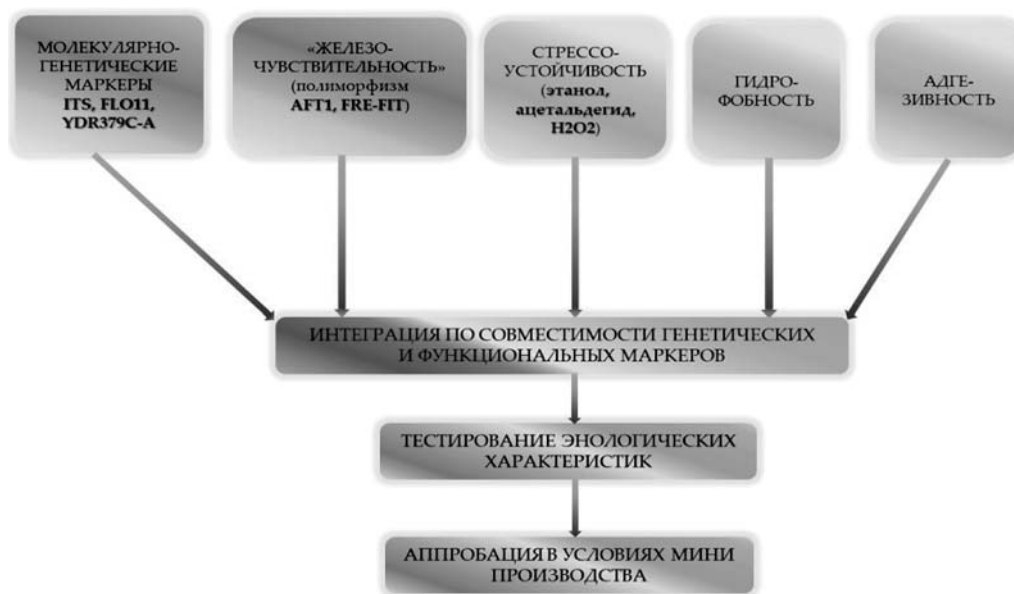 МОЛЕКУЛЯРНО-
ГЕНЕТИЧЕСКИЕ
МАРКЕРЫ
ITS, FLO11,
YDR379C-A
«ЖЕЛЕЗО-
ЧУВСТВИТЕЛЬНОСТЬ»
(полиморфизм
AFT1, FRE-FIT)
СТРЕССО-
УСТОЙЧИВОСТЬ
(этанол,
ацетальдегид,
H2O2)
ГИДРО-
ФОБНОСТЬ
АДГЕ-
ЗИВНОСТЬ
ИНТЕГРАЦИЯ ПО СОВМЕСТИМОСТИ ГЕНЕТИЧЕСКИХ
И ФУНКЦИОНАЛЬНЫХ МАРКЕРОВ
ТЕСТИРОВАНИЕ ЭНОЛОГИЧЕСКИХ
ХАРАКТЕРИСТИК
АППРОБАЦИЯ В УСЛОВИЯХ МИНИ
ПРОИЗВОДСТВА